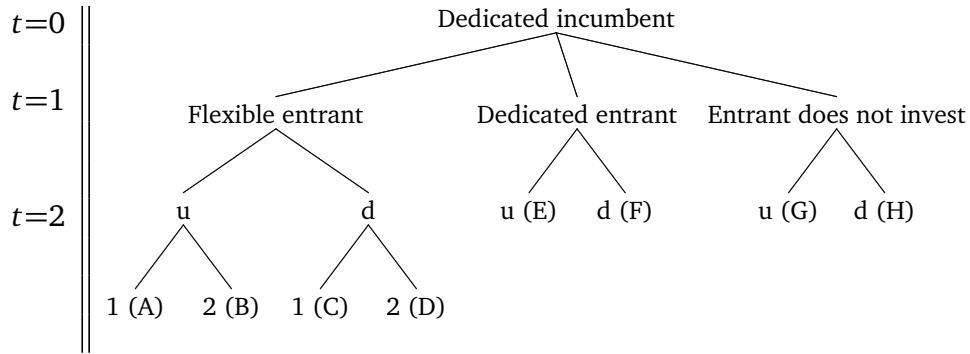 t=0 Dedicated incumbent
t=1 Flexible entrant Dedicated entrant Entrant does not invest
t=2 u d u (E) d (F) u (G) d (H)
1 (A) 2 (B) 1 (C) 2 (D)